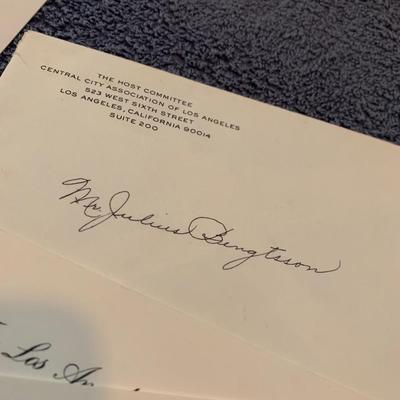 THE HOST COMMITTEE
CENTRAL CITY ASSOCIATION OF LOS ANGELES
523 WEST SIXTH STREET
LOS ANGELES, CALIFORNIA 90014
SUITE 200
Mr. Julius Bengtsson
Los An